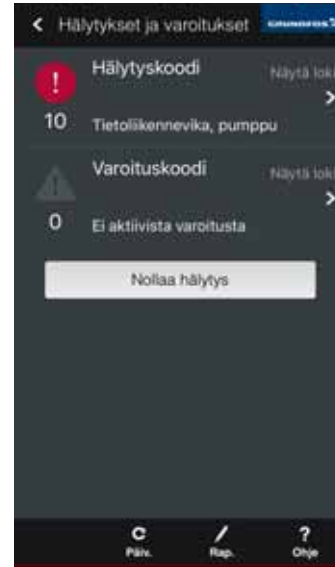 Hälytykset ja varoitukset
GRUNDFOS
Hälytyskoodi
Näytä loki
10
Tietoliikennevika, pumppu
Varoituskoodi
Näytä loki
0
Ei aktiivista varoitusta
Nollaa hälytys
Päiv.
Rap.
Ohje